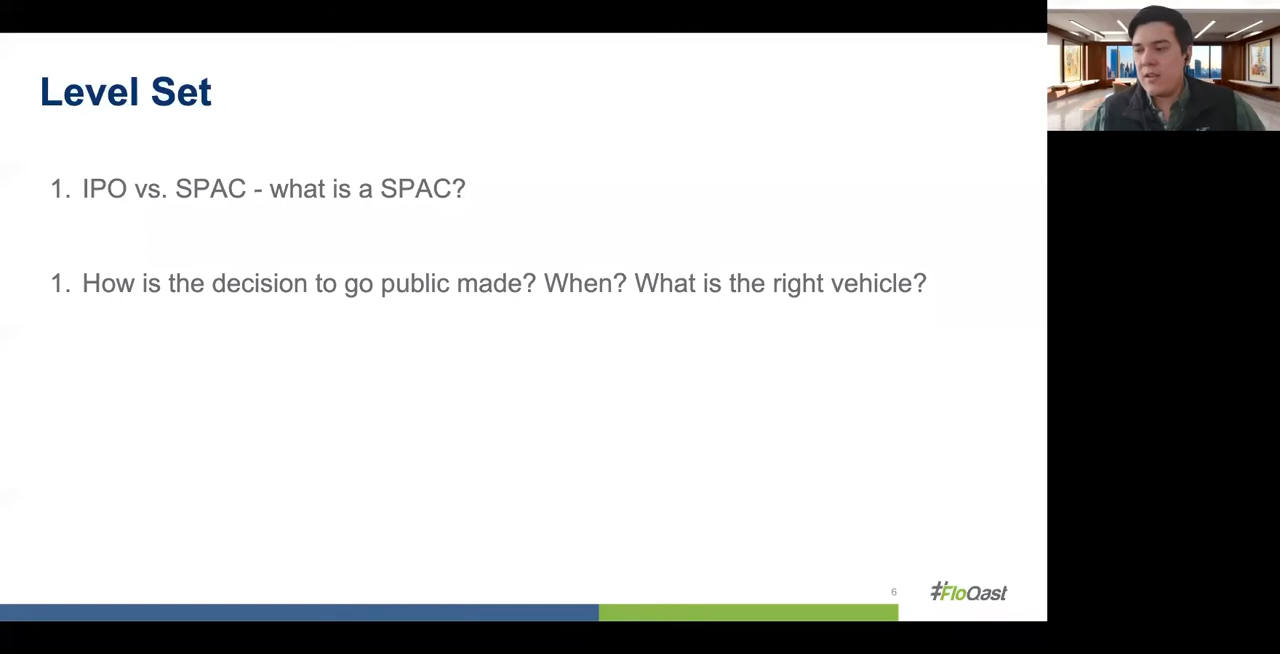 Level Set
1. IPO vs. SPAC - what is a SPAC?
1. How is the decision to go public made? When? What is the right vehicle?
6
FloQast